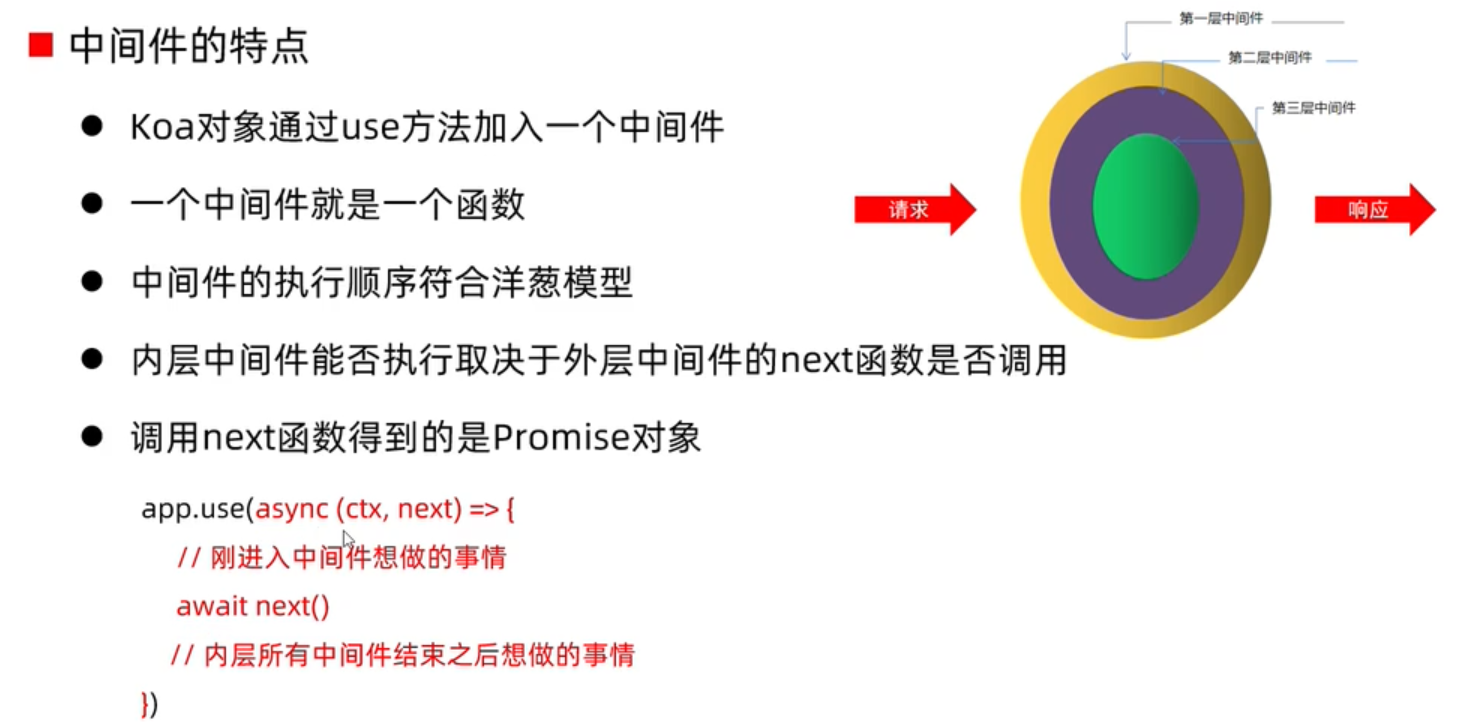 中间件的特点
Koa对象通过use方法加入一个中间件
一个中间件就是一个函数
中间件的执行顺序符合洋葱模型
内层中间件能否执行取决于外层中间件的next函数是否调用
调用next函数得到的是Promise对象
app.use(async (ctx, next) => {
// 刚进入中间件想做的事情
await next()
// 内层所有中间件结束之后想做的事情
})
第一层中间件
第二层中间件
第三层中间件
请求
响应